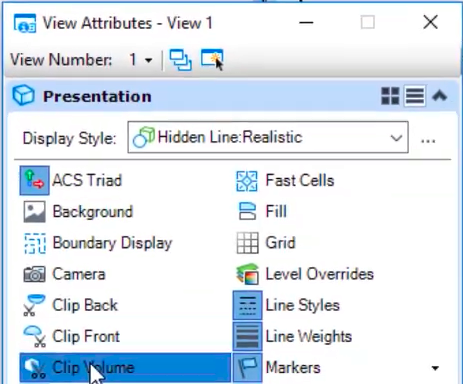 View Attributes - View 1
View Number: 1
Presentation
Display Style: Hidden Line:Realistic ...
ACS Triad Fast Cells
Background Fill
Boundary Display Grid
Camera Level Overrides
Clip Back Line Styles
Clip Front Line Weights
Clip Volume Markers